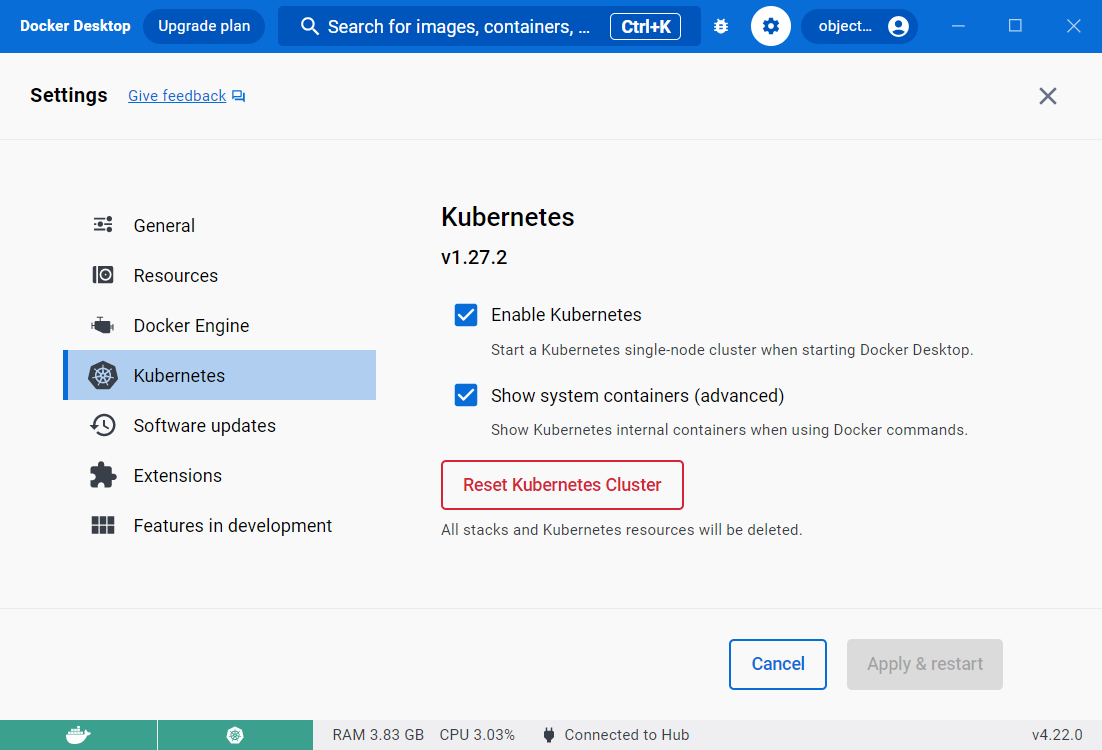 Docker Desktop Upgrade plan Search for images, containers, ... Ctrl+K object...
Settings Give feedback
General
Resources
Docker Engine
Kubernetes
Software updates
Extensions
Features in development
Kubernetes
v1.27.2
Enable Kubernetes
Start a Kubernetes single-node cluster when starting Docker Desktop.
Show system containers (advanced)
Show Kubernetes internal containers when using Docker commands.
Reset Kubernetes Cluster
All stacks and Kubernetes resources will be deleted.
Cancel Apply & restart
RAM 3.83 GB CPU 3.03% Connected to Hub v4.22.0